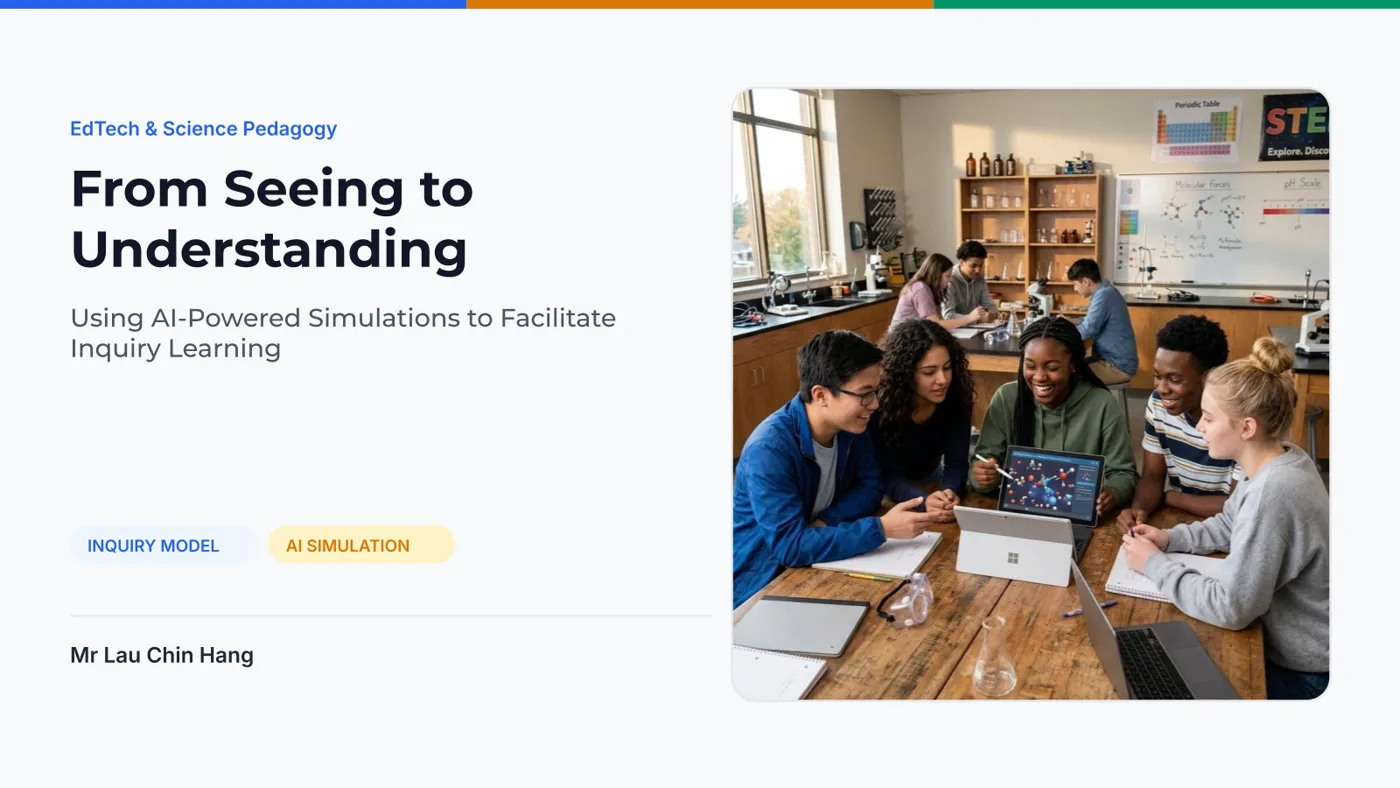 EdTech & Science Pedagogy
From Seeing to
Understanding
Using AI-Powered Simulations to Facilitate
Inquiry Learning
INQUIRY MODEL
AI SIMULATION
Mr Lau Chin Hang
Periodic Table
STE
Explore. Disco
Molecular Forces
pH Scale